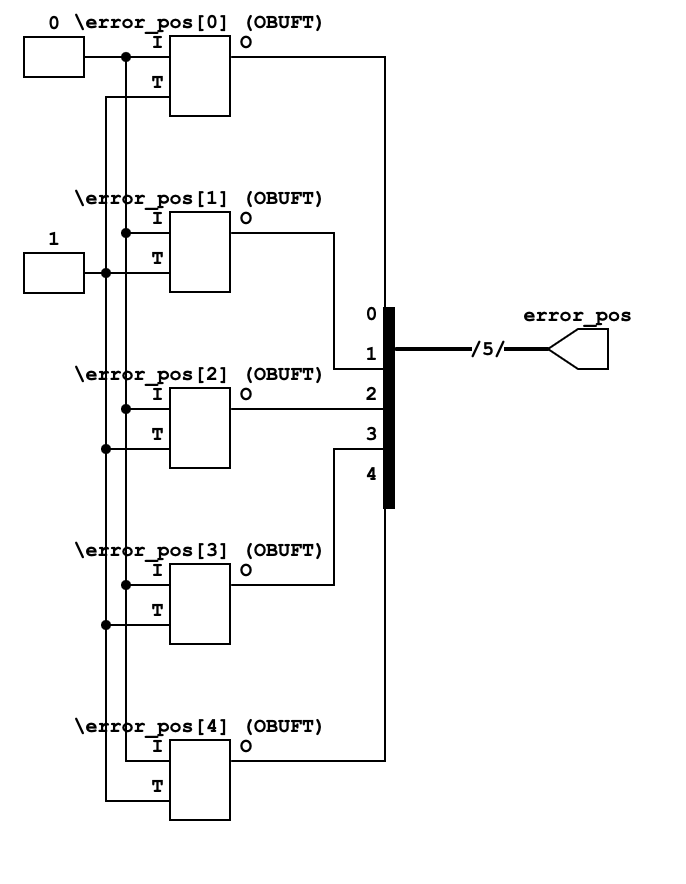 0
\error_pos[0] (OBUFT)
I
O
T
\error_pos[1] (OBUFT)
I
O
T
1
0
1
2
3
4
/5/
error_pos
\error_pos[2] (OBUFT)
I
O
T
\error_pos[3] (OBUFT)
I
O
T
\error_pos[4] (OBUFT)
I
O
T